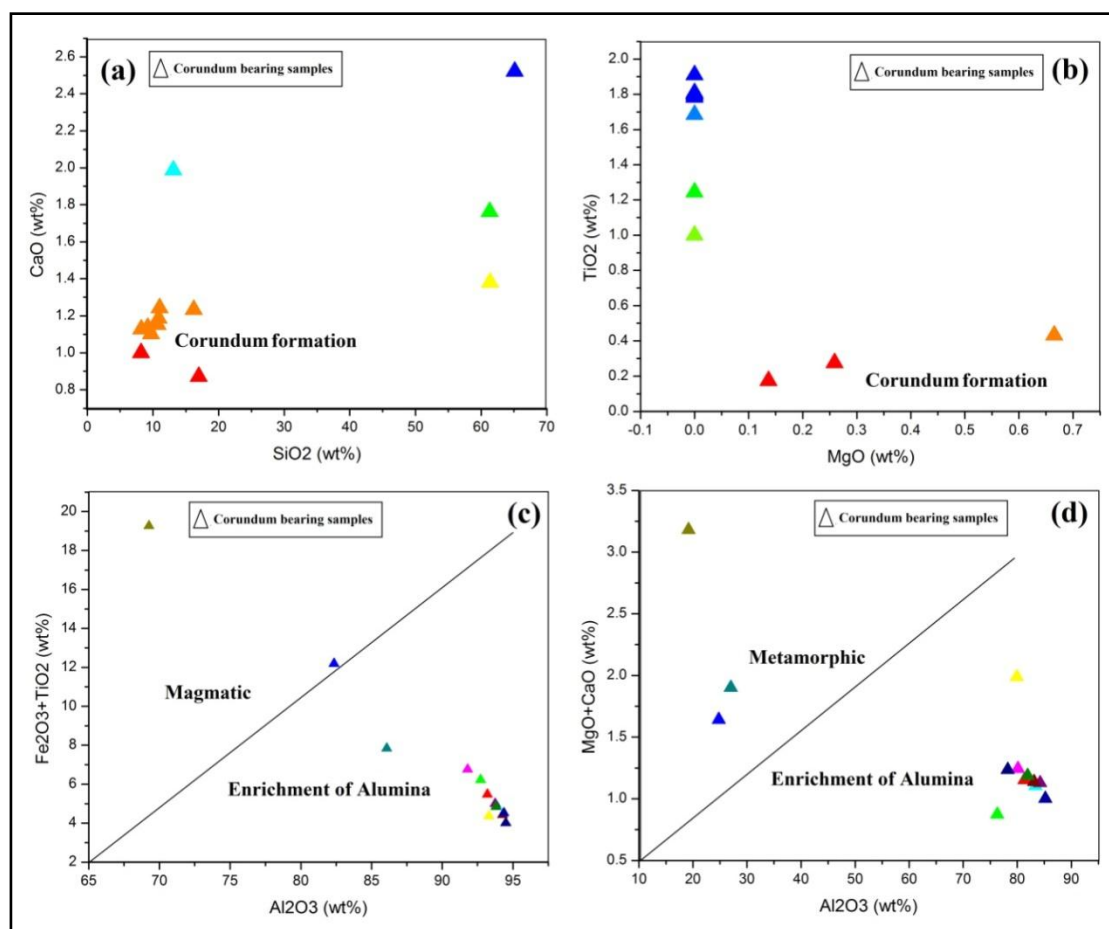 (a)
Corundum bearing samples
2.6
2.4
2.2
2.0
1.8
1.6
1.4
1.2
1.0
0.8
CaO (wt%)
Corundum formation
0 10 20 30 40 50 60 70
SiO2 (wt%)
(b)
Corundum bearing samples
2.0
1.8
1.6
1.4
1.2
1.0
0.8
0.6
0.4
0.2
0.0
TiO2 (wt%)
Corundum formation
-0.1 0.0 0.1 0.2 0.3 0.4 0.5 0.6 0.7
MgO (wt%)
(c)
Corundum bearing samples
20
18
16
14
12
10
8
6
4
2
Fe2O3+TiO2 (wt%)
Magmatic
Enrichment of Alumina
65 70 75 80 85 90 95
Al2O3 (wt%)
(d)
Corundum bearing samples
3.5
3.0
2.5
2.0
1.5
1.0
0.5
MgO+CaO (wt%)
Metamorphic
Enrichment of Alumina
10 20 30 40 50 60 70 80 90
Al2O3 (wt%)